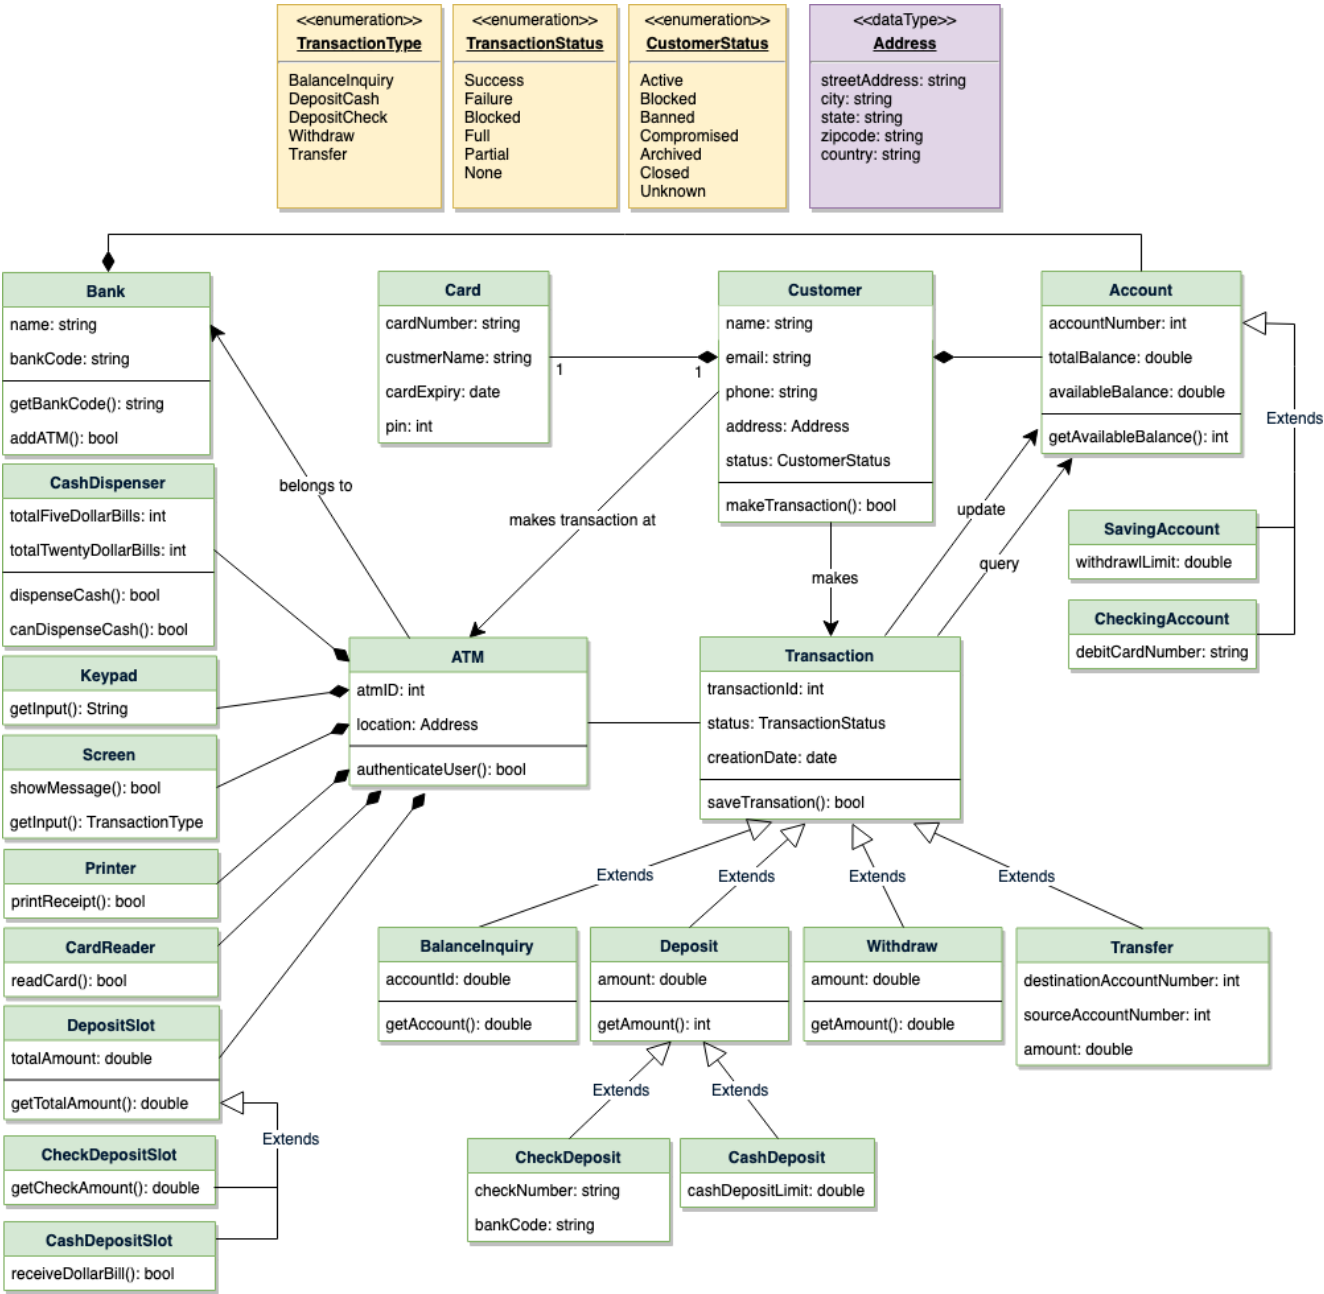 <<enumeration>>
TransactionType
BalanceInquiry
DepositCash
DepositCheck
Withdraw
Transfer
<<enumeration>>
TransactionStatus
Success
Failure
Blocked
Full
Partial
None
<<enumeration>>
CustomerStatus
Active
Blocked
Banned
Compromised
Archived
Closed
Unknown
<<dataType>>
Address
streetAddress: string
city: string
state: string
zipcode: string
country: string
Bank
name: string
bankCode: string
getBankCode(): string
addATM(): bool
Card
cardNumber: string
custmerName: string
cardExpiry: date
pin: int
1
1
Customer
name: string
email: string
phone: string
address: Address
status: CustomerStatus
makeTransaction(): bool
Account
accountNumber: int
totalBalance: double
availableBalance: double
getAvailableBalance(): int
Extends
belongs to
makes transaction at
makes
update
query
SavingAccount
withdrawlLimit: double
CheckingAccount
debitCardNumber: string
CashDispenser
totalFiveDollarBills: int
totalTwentyDollarBills: int
dispenseCash(): bool
canDispenseCash(): bool
Keypad
getInput(): String
Screen
showMessage(): bool
getInput(): TransactionType
Printer
printReceipt(): bool
CardReader
readCard(): bool
DepositSlot
totalAmount: double
getTotalAmount(): double
Extends
CheckDepositSlot
getCheckAmount(): double
CashDepositSlot
receiveDollarBill(): bool
ATM
atmID: int
location: Address
authenticateUser(): bool
Transaction
transactionId: int
status: TransactionStatus
creationDate: date
saveTransation(): bool
Extends
Extends
Extends
Extends
BalanceInquiry
accountId: double
getAccount(): double
Deposit
amount: double
getAmount(): int
Withdraw
amount: double
getAmount(): double
Transfer
destinationAccountNumber: int
sourceAccountNumber: int
amount: double
Extends
Extends
CheckDeposit
checkNumber: string
bankCode: string
CashDeposit
cashDepositLimit: double